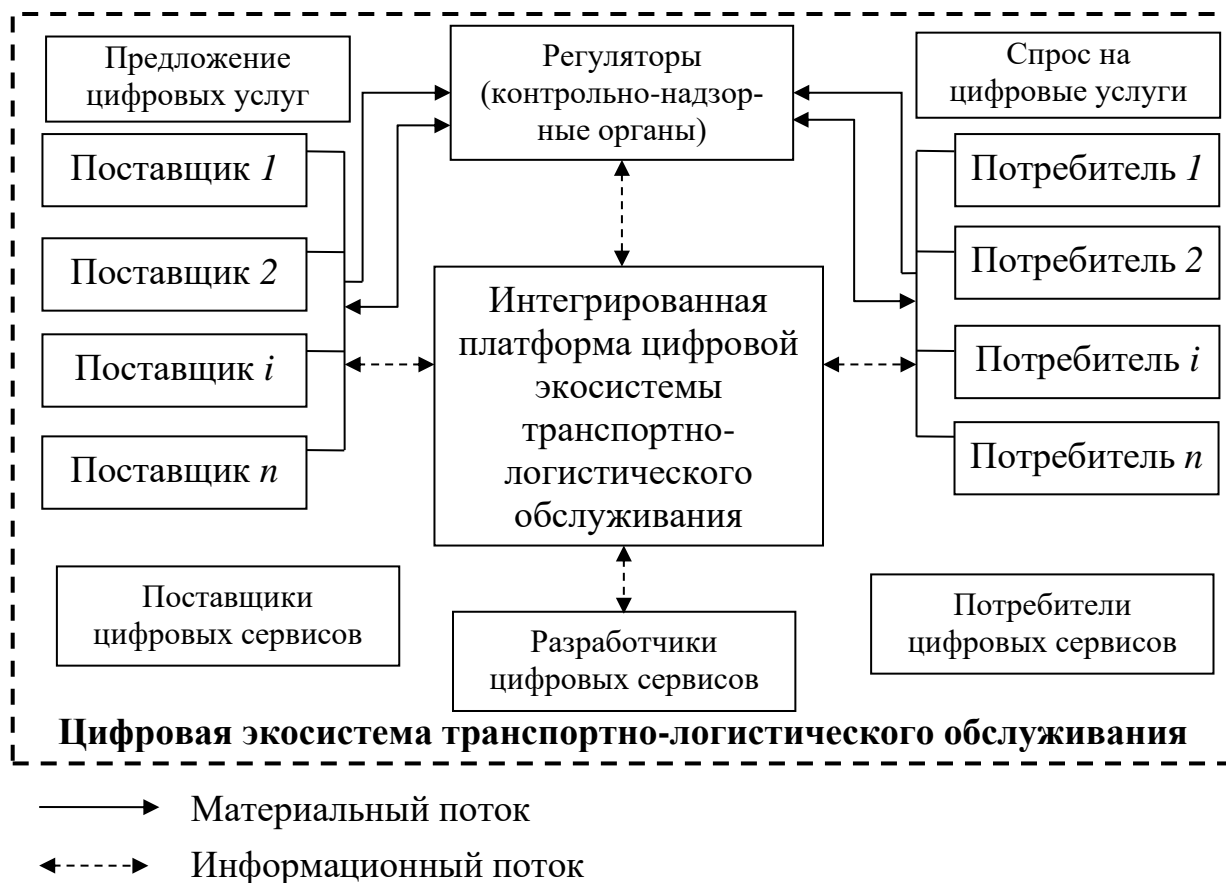 Предложение
цифровых услуг
Регуляторы
(контрольно-надзор-
ные органы)
Спрос на
цифровые услуги
Поставщик 1
Поставщик 2
Поставщик i
Поставщик n
Интегрированная
платформа цифровой
экосистемы
транспортно-
логистического
обслуживания
Потребитель 1
Потребитель 2
Потребитель i
Потребитель n
Поставщики
цифровых сервисов
Разработчики
цифровых сервисов
Потребители
цифровых сервисов
Цифровая экосистема транспортно-логистического обслуживания
Материальный поток
Информационный поток